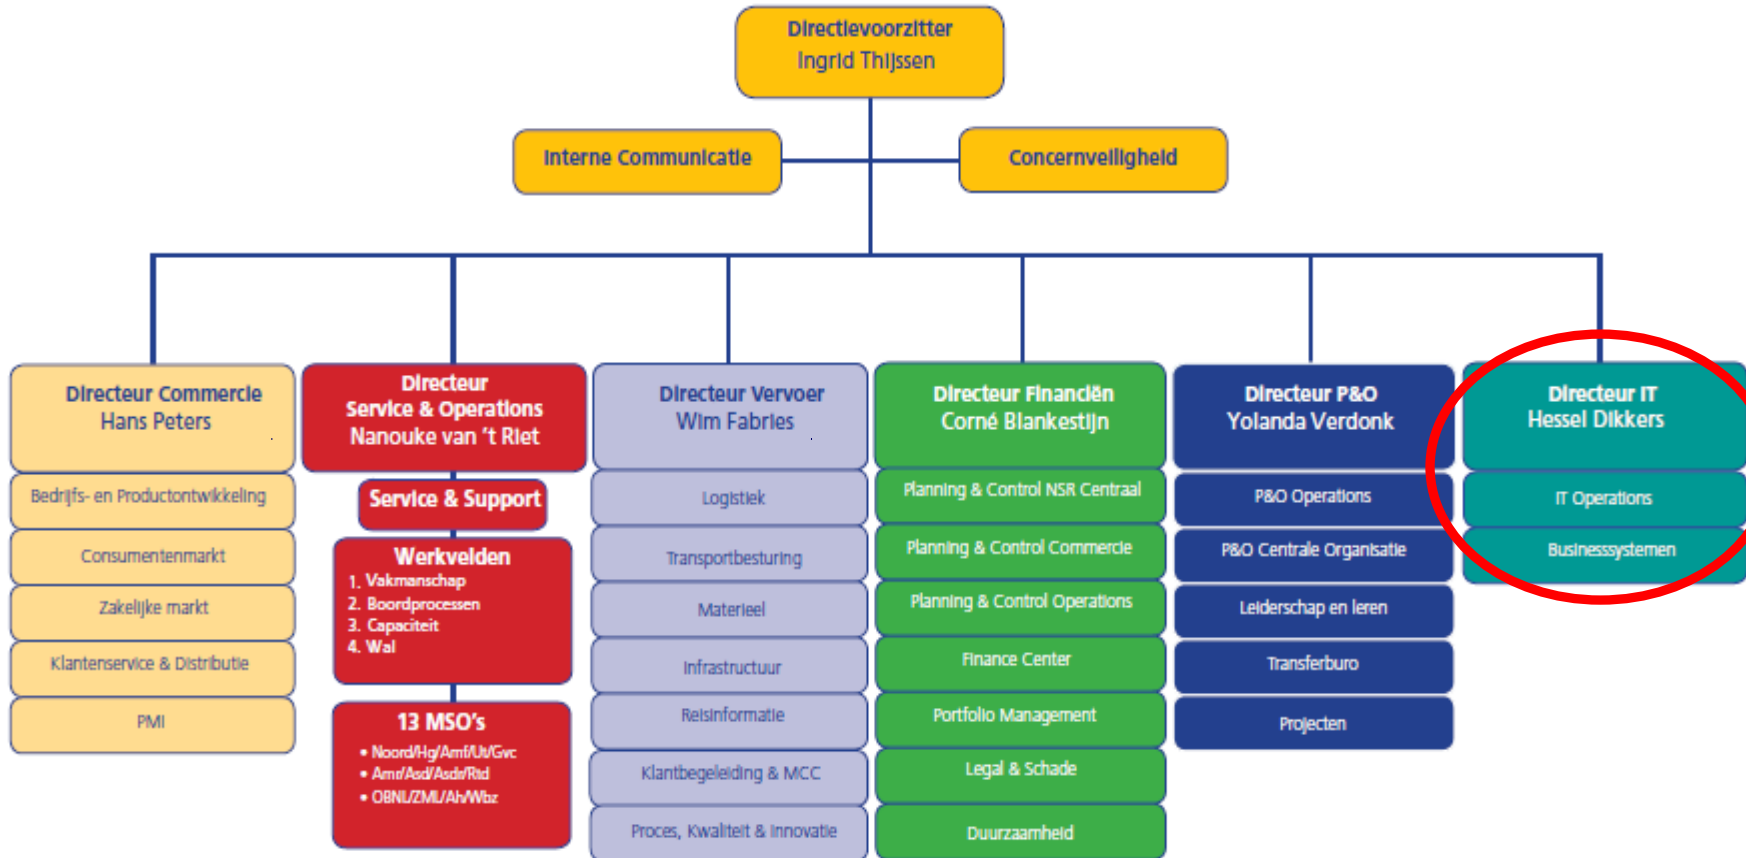 Directievoorzitter
Ingrid Thijssen
Interne Communicatie
Concernveiligheid
Directeur Commercie
Hans Peters
Bedrijfs- en Productontwikkeling
Consumentenmarkt
Zakelijke markt
Klantenservice & Distributie
PMI
Directeur
Service & Operations
Nanouke van ’t Riet
Service & Support
Werkvelden
1. Vakmanschap
2. Boordprocessen
3. Capaciteit
4. Wal
13 MSO’s
• Noord/Hg/Amf/Ut/Gvc
• Amr/Asd/Asdr/Rtd
• OBNL/ZML/Ah/Wbz
Directeur Vervoer
Wim Fabries
Logistiek
Transportbesturing
Materieel
Infrastructuur
Reisinformatie
Klantbegeleiding & MCC
Proces, Kwaliteit & Innovatie
Directeur Financiën
Corné Blankestijn
Planning & Control NSR Centraal
Planning & Control Commercie
Planning & Control Operations
Finance Center
Portfolio Management
Legal & Schade
Duurzaamheid
Directeur P&O
Yolanda Verdonk
P&O Operations
P&O Centrale Organisatie
Leiderschap en leren
Transferburo
Projecten
Directeur IT
Hessel Dikkers
IT Operations
Businesssystemen